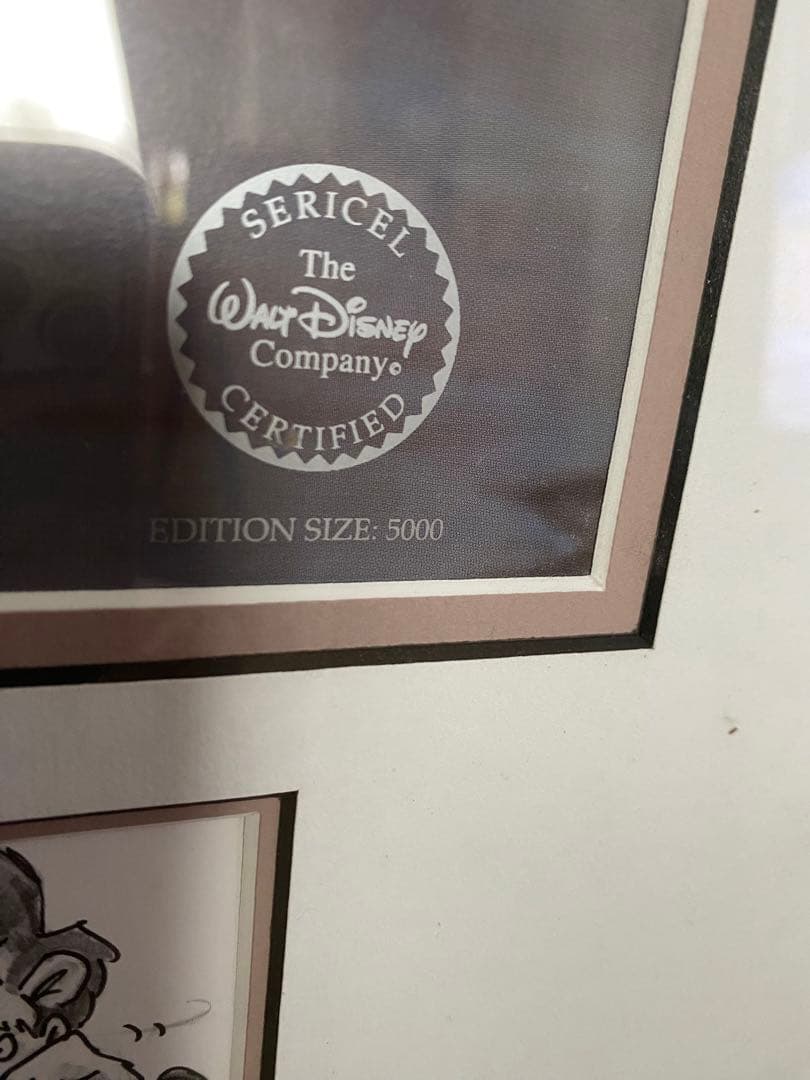 SERICEL
The
Walt Disney
Company©
CERTIFIED
EDITION SIZE: 5000